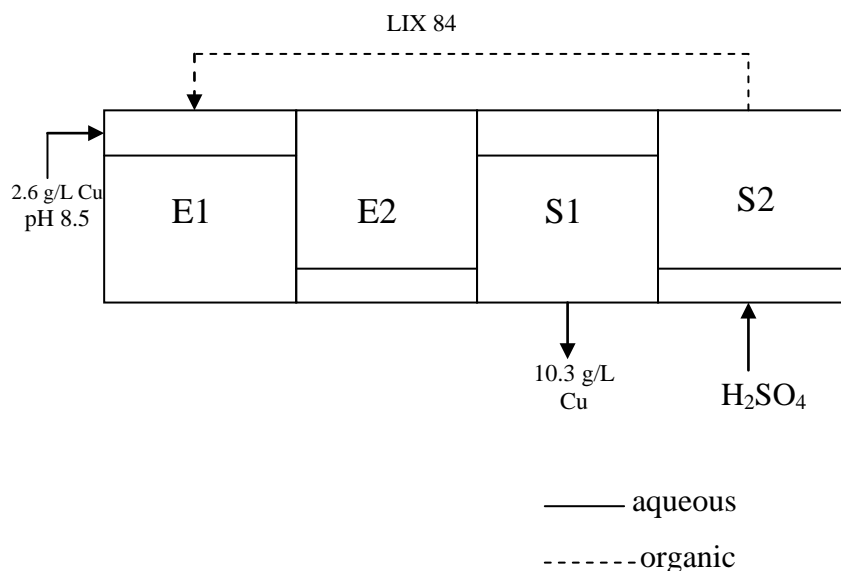 LIX 84
2.6 g/L Cu
pH 8.5
E1
E2
S1
S2
10.3 g/L
Cu
H₂SO₄
aqueous
organic